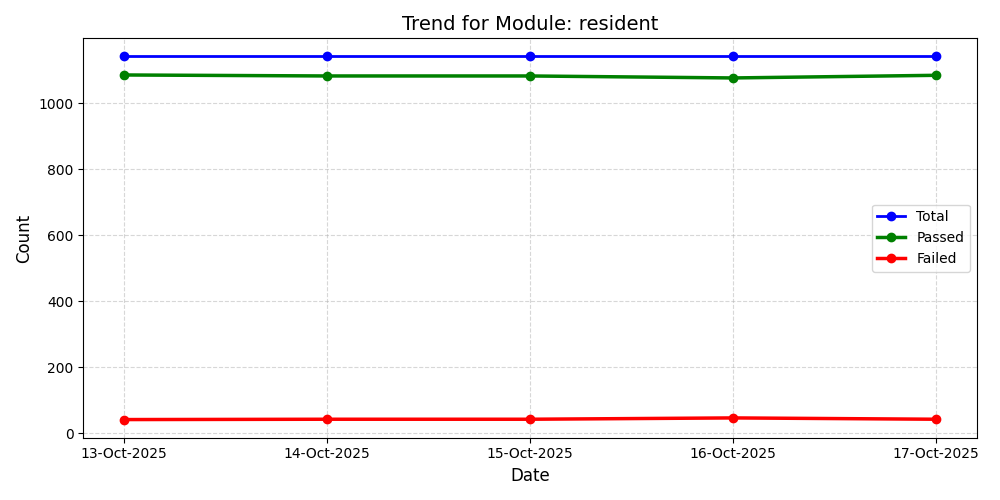 Trend for Module: resident
Count
1000
800
600
400
200
0
Total
Passed
Failed
13-Oct-2025
14-Oct-2025
15-Oct-2025
16-Oct-2025
17-Oct-2025
Date